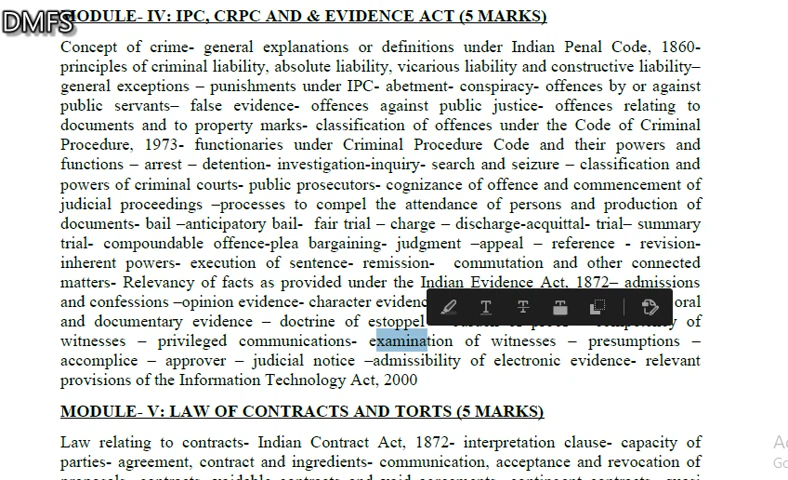 DMFS
MODULE- IV: IPC, CRPC AND & EVIDENCE ACT (5 MARKS)
Concept of crime- general explanations or definitions under Indian Penal Code, 1860-
principles of criminal liability, absolute liability, vicarious liability and constructive liability–
general exceptions – punishments under IPC- abetment- conspiracy- offences by or against
public servants– false evidence- offences against public justice- offences relating to
documents and to property marks- classification of offences under the Code of Criminal
Procedure, 1973- functionaries under Criminal Procedure Code and their powers and
functions – arrest – detention- investigation-inquiry- search and seizure – classification and
powers of criminal courts- public prosecutors- cognizance of offence and commencement of
judicial proceedings –processes to compel the attendance of persons and production of
documents- bail –anticipatory bail- fair trial – charge – discharge-acquittal- trial– summary
trial- compoundable offence-plea bargaining- judgment –appeal – reference - revision-
inherent powers- execution of sentence- remission- commutation and other connected
matters- Relevancy of facts as provided under the Indian Evidence Act, 1872– admissions
and confessions –opinion evidence- character evidenc oral
and documentary evidence – doctrine of estoppel of
witnesses – privileged communications- examination of witnesses – presumptions –
accomplice – approver – judicial notice –admissibility of electronic evidence- relevant
provisions of the Information Technology Act, 2000
MODULE- V: LAW OF CONTRACTS AND TORTS (5 MARKS)
Law relating to contracts- Indian Contract Act, 1872- interpretation clause- capacity of
parties- agreement, contract and ingredients- communication, acceptance and revocation of